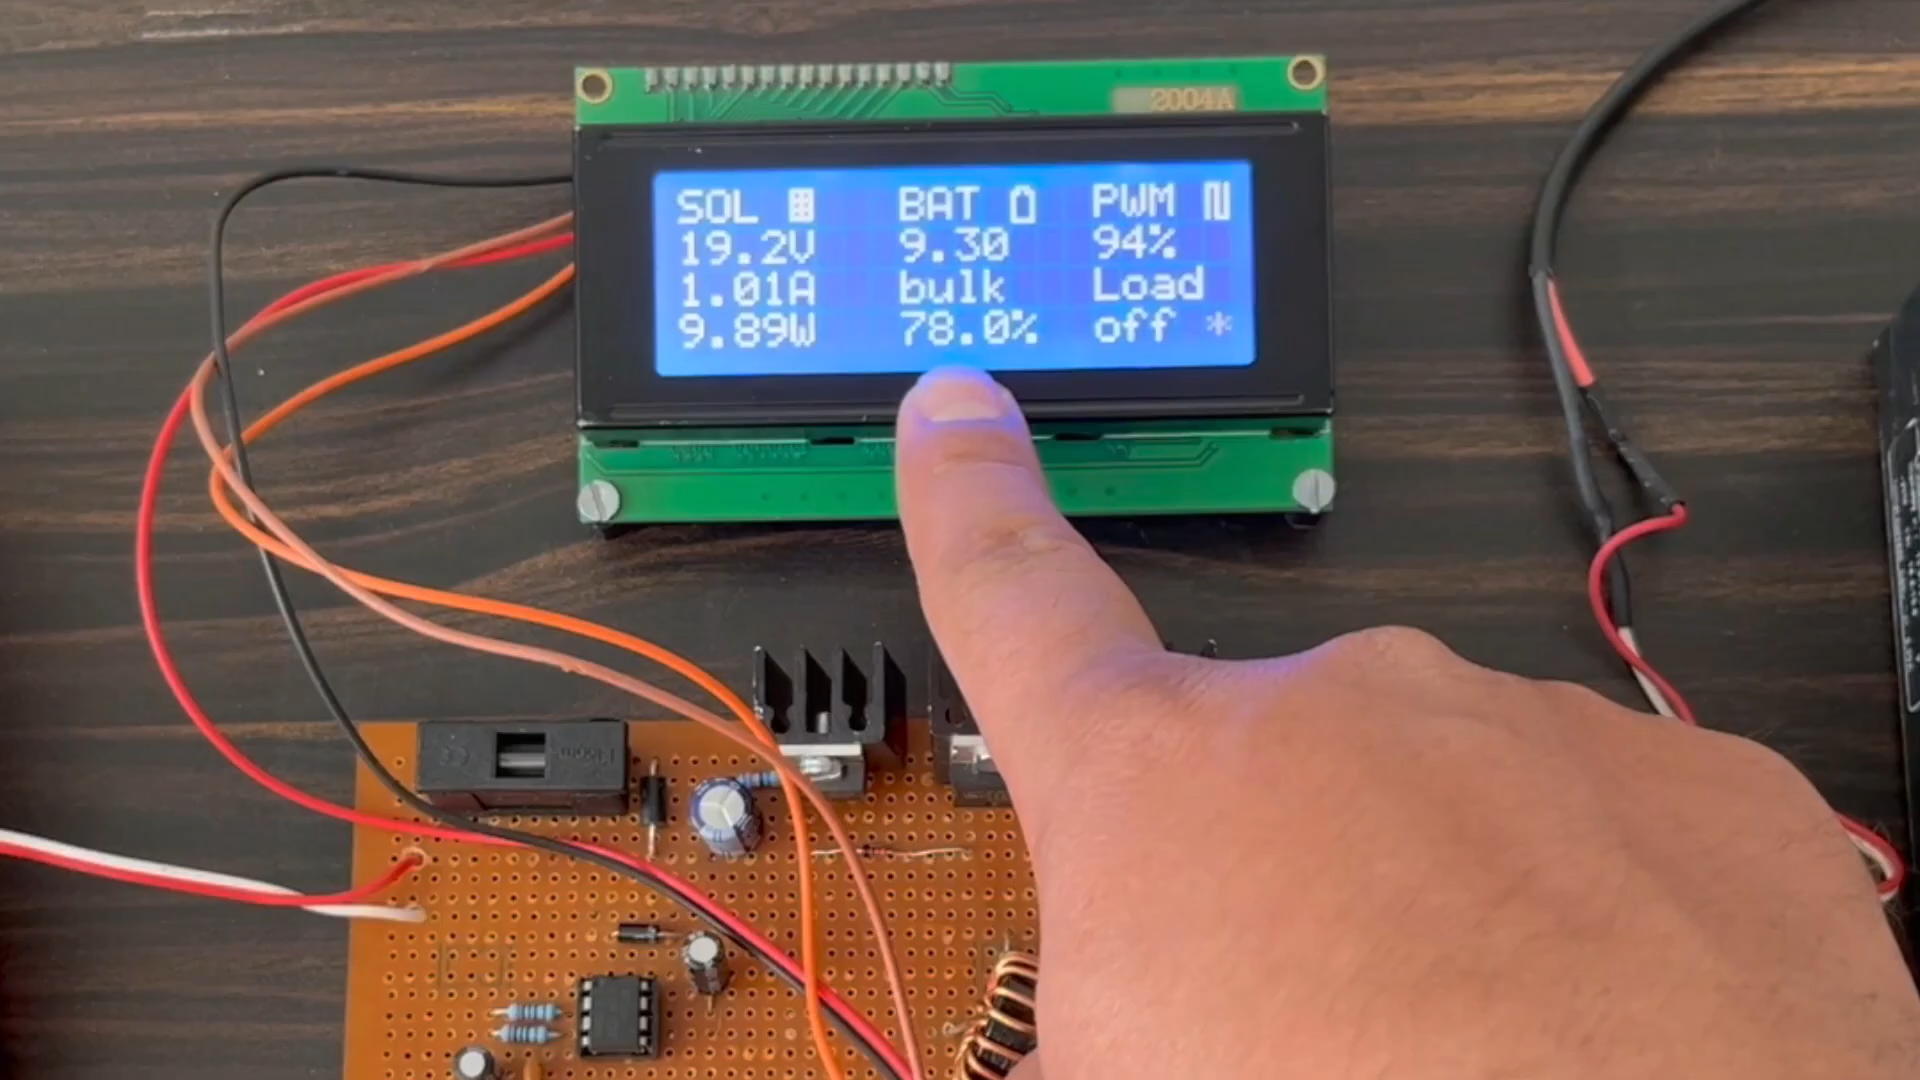 2004A
SOL BAT PWM
19.2V 9.30 94%
1.01A bulk Load
9.89W 78.0% off *